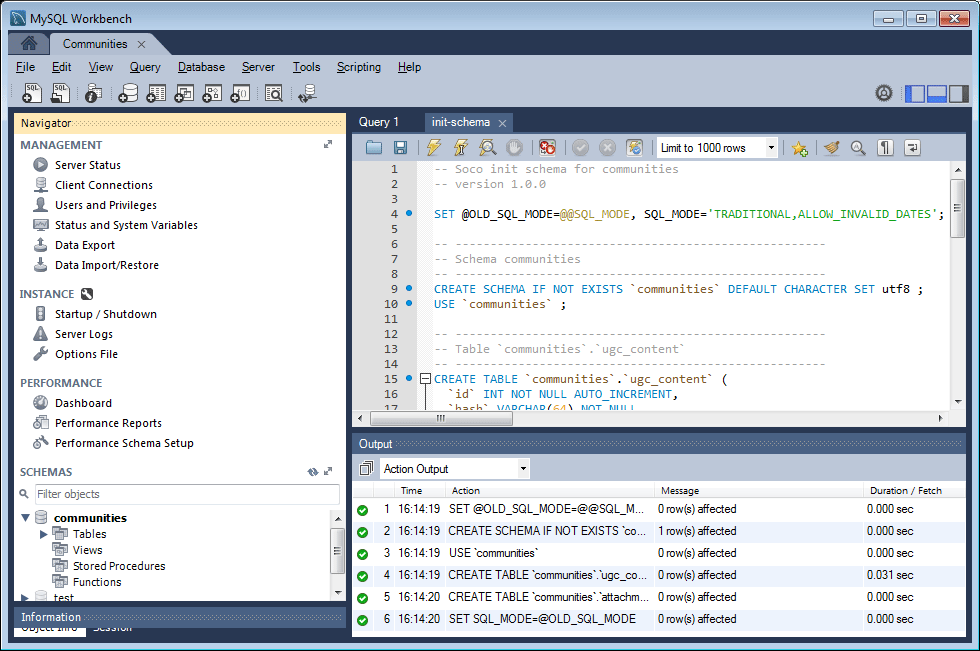 MySQL Workbench
Communities
File Edit View Query Database Server Tools Scripting Help
Navigator
MANAGEMENT
Server Status
Client Connections
Users and Privileges
Status and System Variables
Data Export
Data Import/Restore
INSTANCE
Startup / Shutdown
Server Logs
Options File
PERFORMANCE
Dashboard
Performance Reports
Performance Schema Setup
SCHEMAS
Filter objects
communities
Tables
Views
Stored Procedures
Functions
test
Information
Object Info Session
Query 1 init-schema
Limit to 1000 rows
1 -- Soco init schema for communities
2 -- version 1.0.0
3
4 SET @OLD_SQL_MODE=@@SQL_MODE, SQL_MODE='TRADITIONAL,ALLOW_INVALID_DATES';
5
6 -- -----------------------------------------------------
7 -- Schema communities
8 -- -----------------------------------------------------
9 CREATE SCHEMA IF NOT EXISTS `communities` DEFAULT CHARACTER SET utf8 ;
10 USE `communities` ;
11
12 -- -----------------------------------------------------
13 -- Table `communities`.`ugc_content`
14 -- -----------------------------------------------------
15 CREATE TABLE `communities`.`ugc_content` (
16 `id` INT NOT NULL AUTO_INCREMENT,
17 `hash` VARCHAR(64) NOT NULL
Output
Action Output
Time Action Message Duration / Fetch
1 16:14:19 SET @OLD_SQL_MODE=@@SQL_M... 0 row(s) affected 0.000 sec
2 16:14:19 CREATE SCHEMA IF NOT EXISTS `co... 1 row(s) affected 0.000 sec
3 16:14:19 USE `communities` 0 row(s) affected 0.000 sec
4 16:14:19 CREATE TABLE `communities`.`ugc_co... 0 row(s) affected 0.031 sec
5 16:14:20 CREATE TABLE `communities`.`attachm... 0 row(s) affected 0.000 sec
6 16:14:20 SET SQL_MODE=@OLD_SQL_MODE 0 row(s) affected 0.000 sec